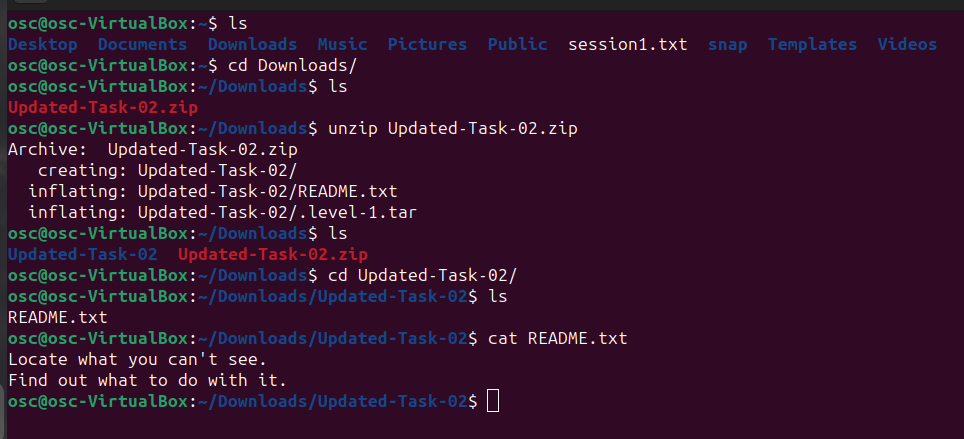 osc@osc-VirtualBox:~$ ls
Desktop  Documents  Downloads  Music  Pictures  Public  session1.txt  snap  Templates  Videos
osc@osc-VirtualBox:~$ cd Downloads/
osc@osc-VirtualBox:~/Downloads$ ls
Updated-Task-02.zip
osc@osc-VirtualBox:~/Downloads$ unzip Updated-Task-02.zip
Archive:  Updated-Task-02.zip
   creating: Updated-Task-02/
  inflating: Updated-Task-02/README.txt
  inflating: Updated-Task-02/.level-1.tar
osc@osc-VirtualBox:~/Downloads$ ls
Updated-Task-02  Updated-Task-02.zip
osc@osc-VirtualBox:~/Downloads$ cd Updated-Task-02/
osc@osc-VirtualBox:~/Downloads/Updated-Task-02$ ls
README.txt
osc@osc-VirtualBox:~/Downloads/Updated-Task-02$ cat README.txt
Locate what you can't see.
Find out what to do with it.
osc@osc-VirtualBox:~/Downloads/Updated-Task-02$